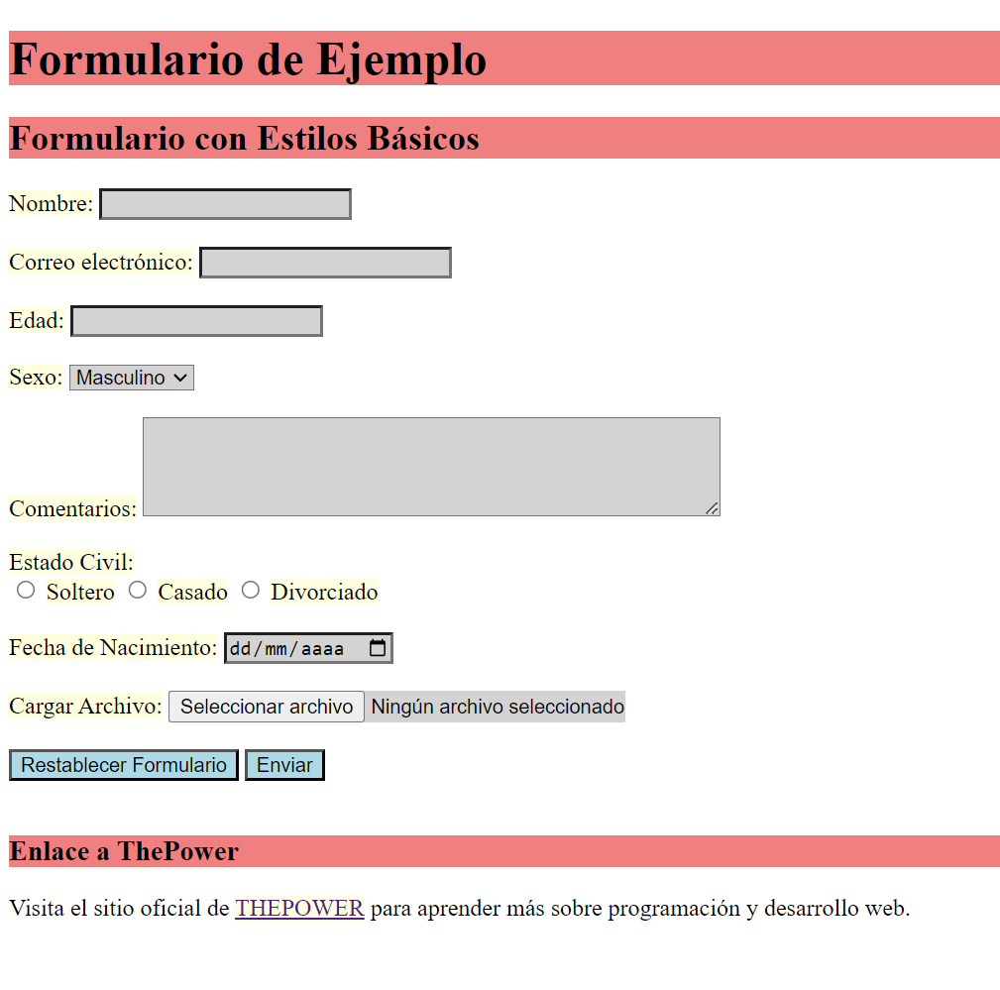 Formulario de Ejemplo
Formulario con Estilos Básicos
Nombre:
Correo electrónico:
Edad:
Sexo: Masculino
Comentarios:
Estado Civil:
Soltero Casado Divorciado
Fecha de Nacimiento: dd/mm/aaaa
Cargar Archivo: Seleccionar archivo Ningún archivo seleccionado
Restablecer Formulario Enviar
Enlace a ThePower
Visita el sitio oficial de THEPOWER para aprender más sobre programación y desarrollo web.